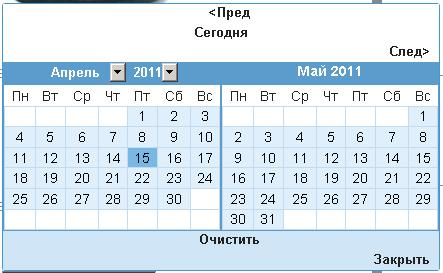 <Пред
Сегодня
След>
Апрель 2011 Май 2011
Пн Вт Ср Чт Пт Сб Вс Пн Вт Ср Чт Пт Сб Вс
1 2 3 1
4 5 6 7 8 9 10 2 3 4 5 6 7 8
11 12 13 14 15 16 17 9 10 11 12 13 14 15
18 19 20 21 22 23 24 16 17 18 19 20 21 22
25 26 27 28 29 30 23 24 25 26 27 28 29
30 31
Очистить
Закрыть